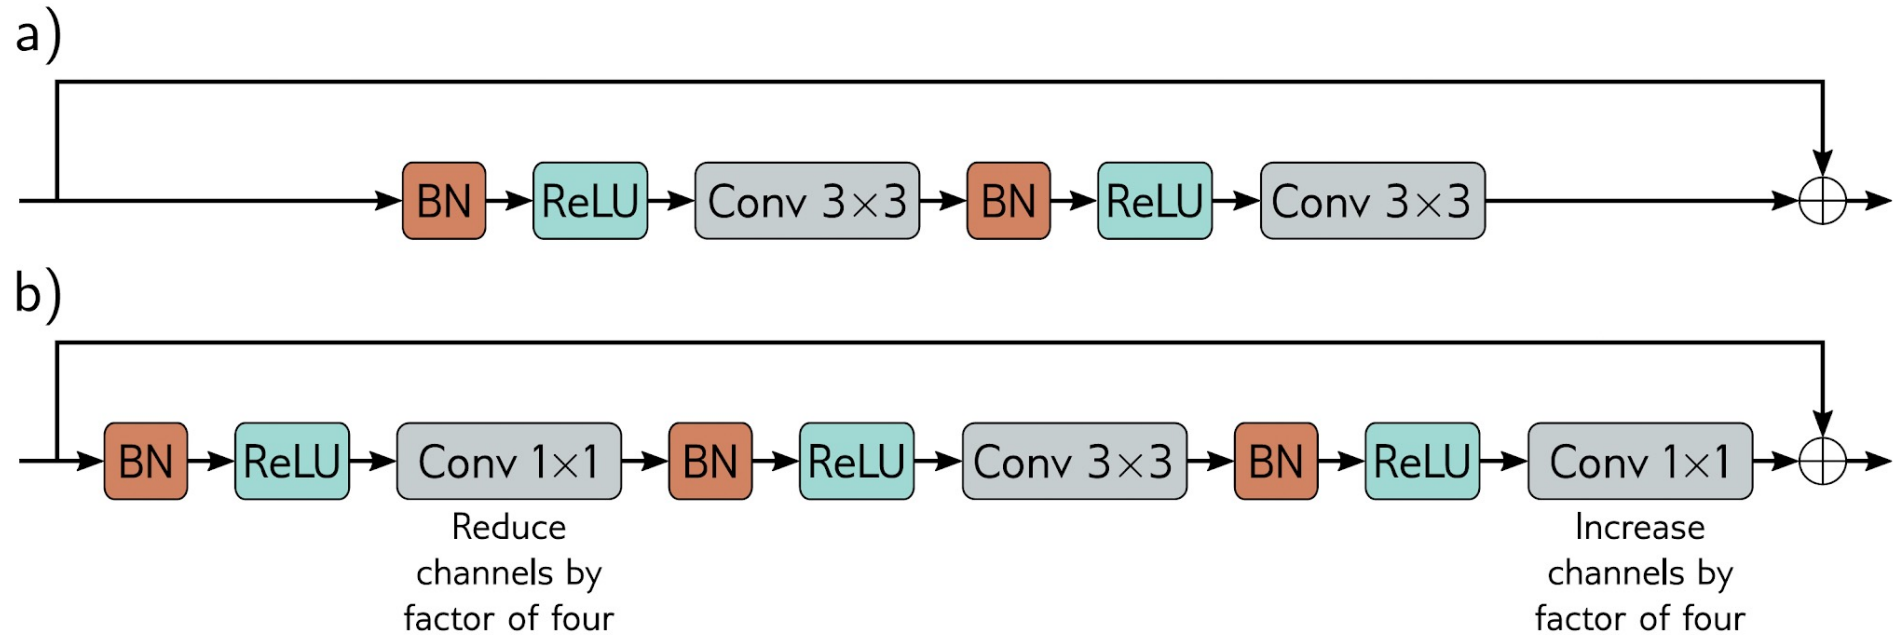 a)
BN ReLU Conv 3×3 BN ReLU Conv 3×3
b)
BN ReLU Conv 1×1 BN ReLU Conv 3×3 BN ReLU Conv 1×1
Reduce
channels by
factor of four
Increase
channels by
factor of four